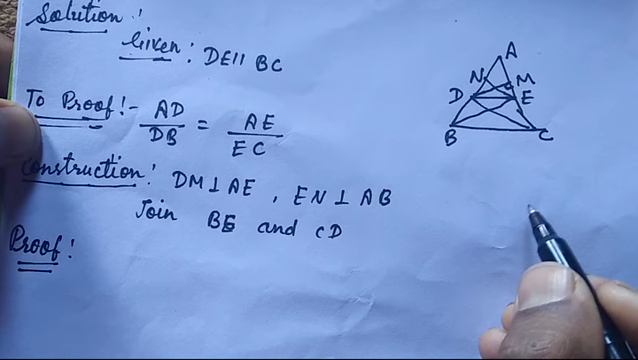 Solution:
Given: DE || BC
To Proof:- AD/DB = AE/EC
Construction: DM ⊥ AE, EN ⊥ AB
Join BE and CD
Proof:
A
N
M
D
E
B
C